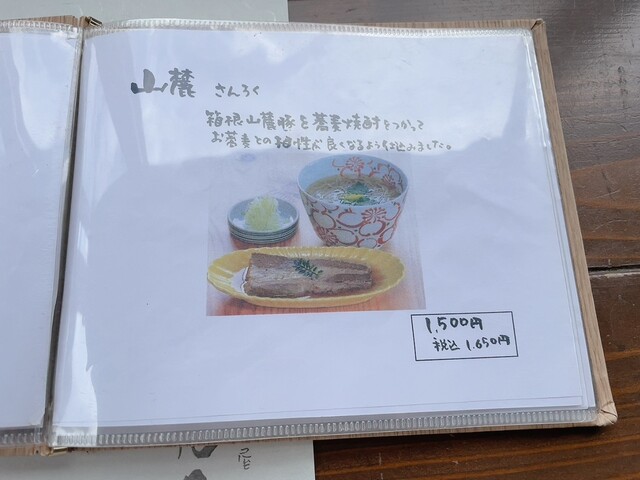 山麓 さんろく
箱根山麓豚を蕎麦焼酎をつかって
お蕎麦との相性が良くなるよう仕込みました。
1,500円
税込 1,650円